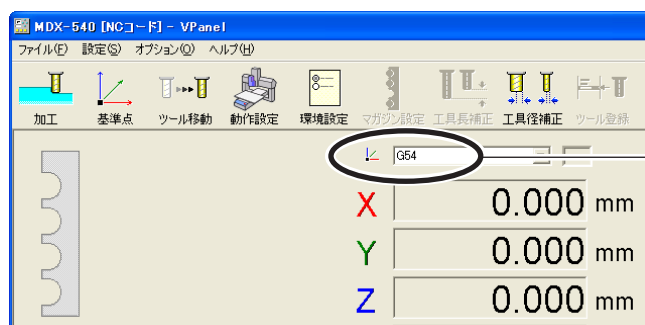 MDX-540 [NCコード] - VPanel
ファイル(F) 設定(S) オプション(O) ヘルプ(H)
加工 基準点 ツール移動 動作設定 環境設定 マガジン設定 工具長補正 工具径補正 ツール登録
G54
X 0.000 mm
Y 0.000 mm
Z 0.000 mm